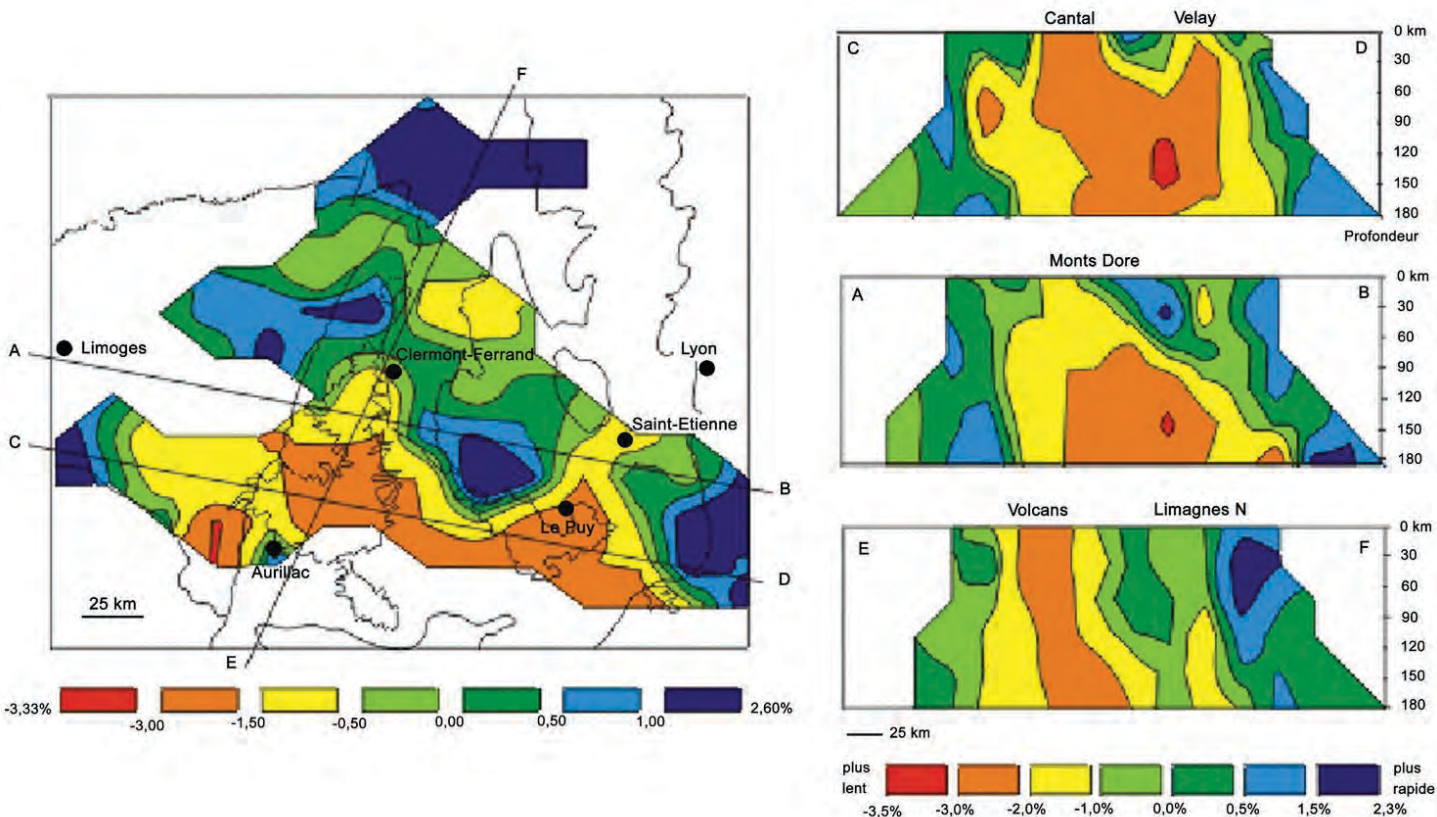 F
A
Limoges
Clermont-Ferrand
Lyon
C
Saint-Etienne
B
Le Puy
D
Aurillac
25 km
E
-3,33%
-3,00
-1,50
-0,50
0,00
0,50
1,00
2,60%
Cantal Velay
C D
0 km
30
60
90
120
150
180
Profondeur
Monts Dore
A B
0 km
30
60
90
120
150
180
Volcans Limagnes N
E F
0 km
30
60
90
120
150
180
25 km
plus lent
plus rapide
-3.5% -3,0% -2,0% -1,0% 0,0% 0,5% 1,5% 2,3%